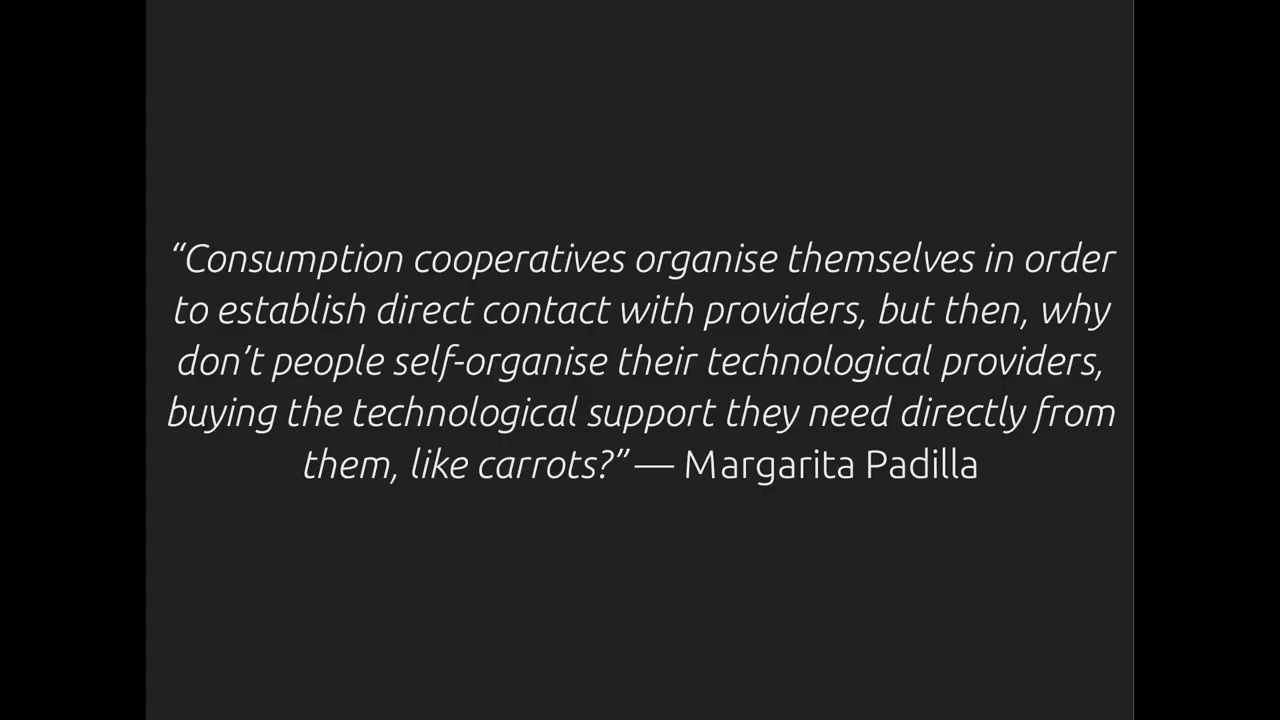 “Consumption cooperatives organise themselves in order
to establish direct contact with providers, but then, why
don’t people self-organise their technological providers,
buying the technological support they need directly from
them, like carrots?” — Margarita Padilla